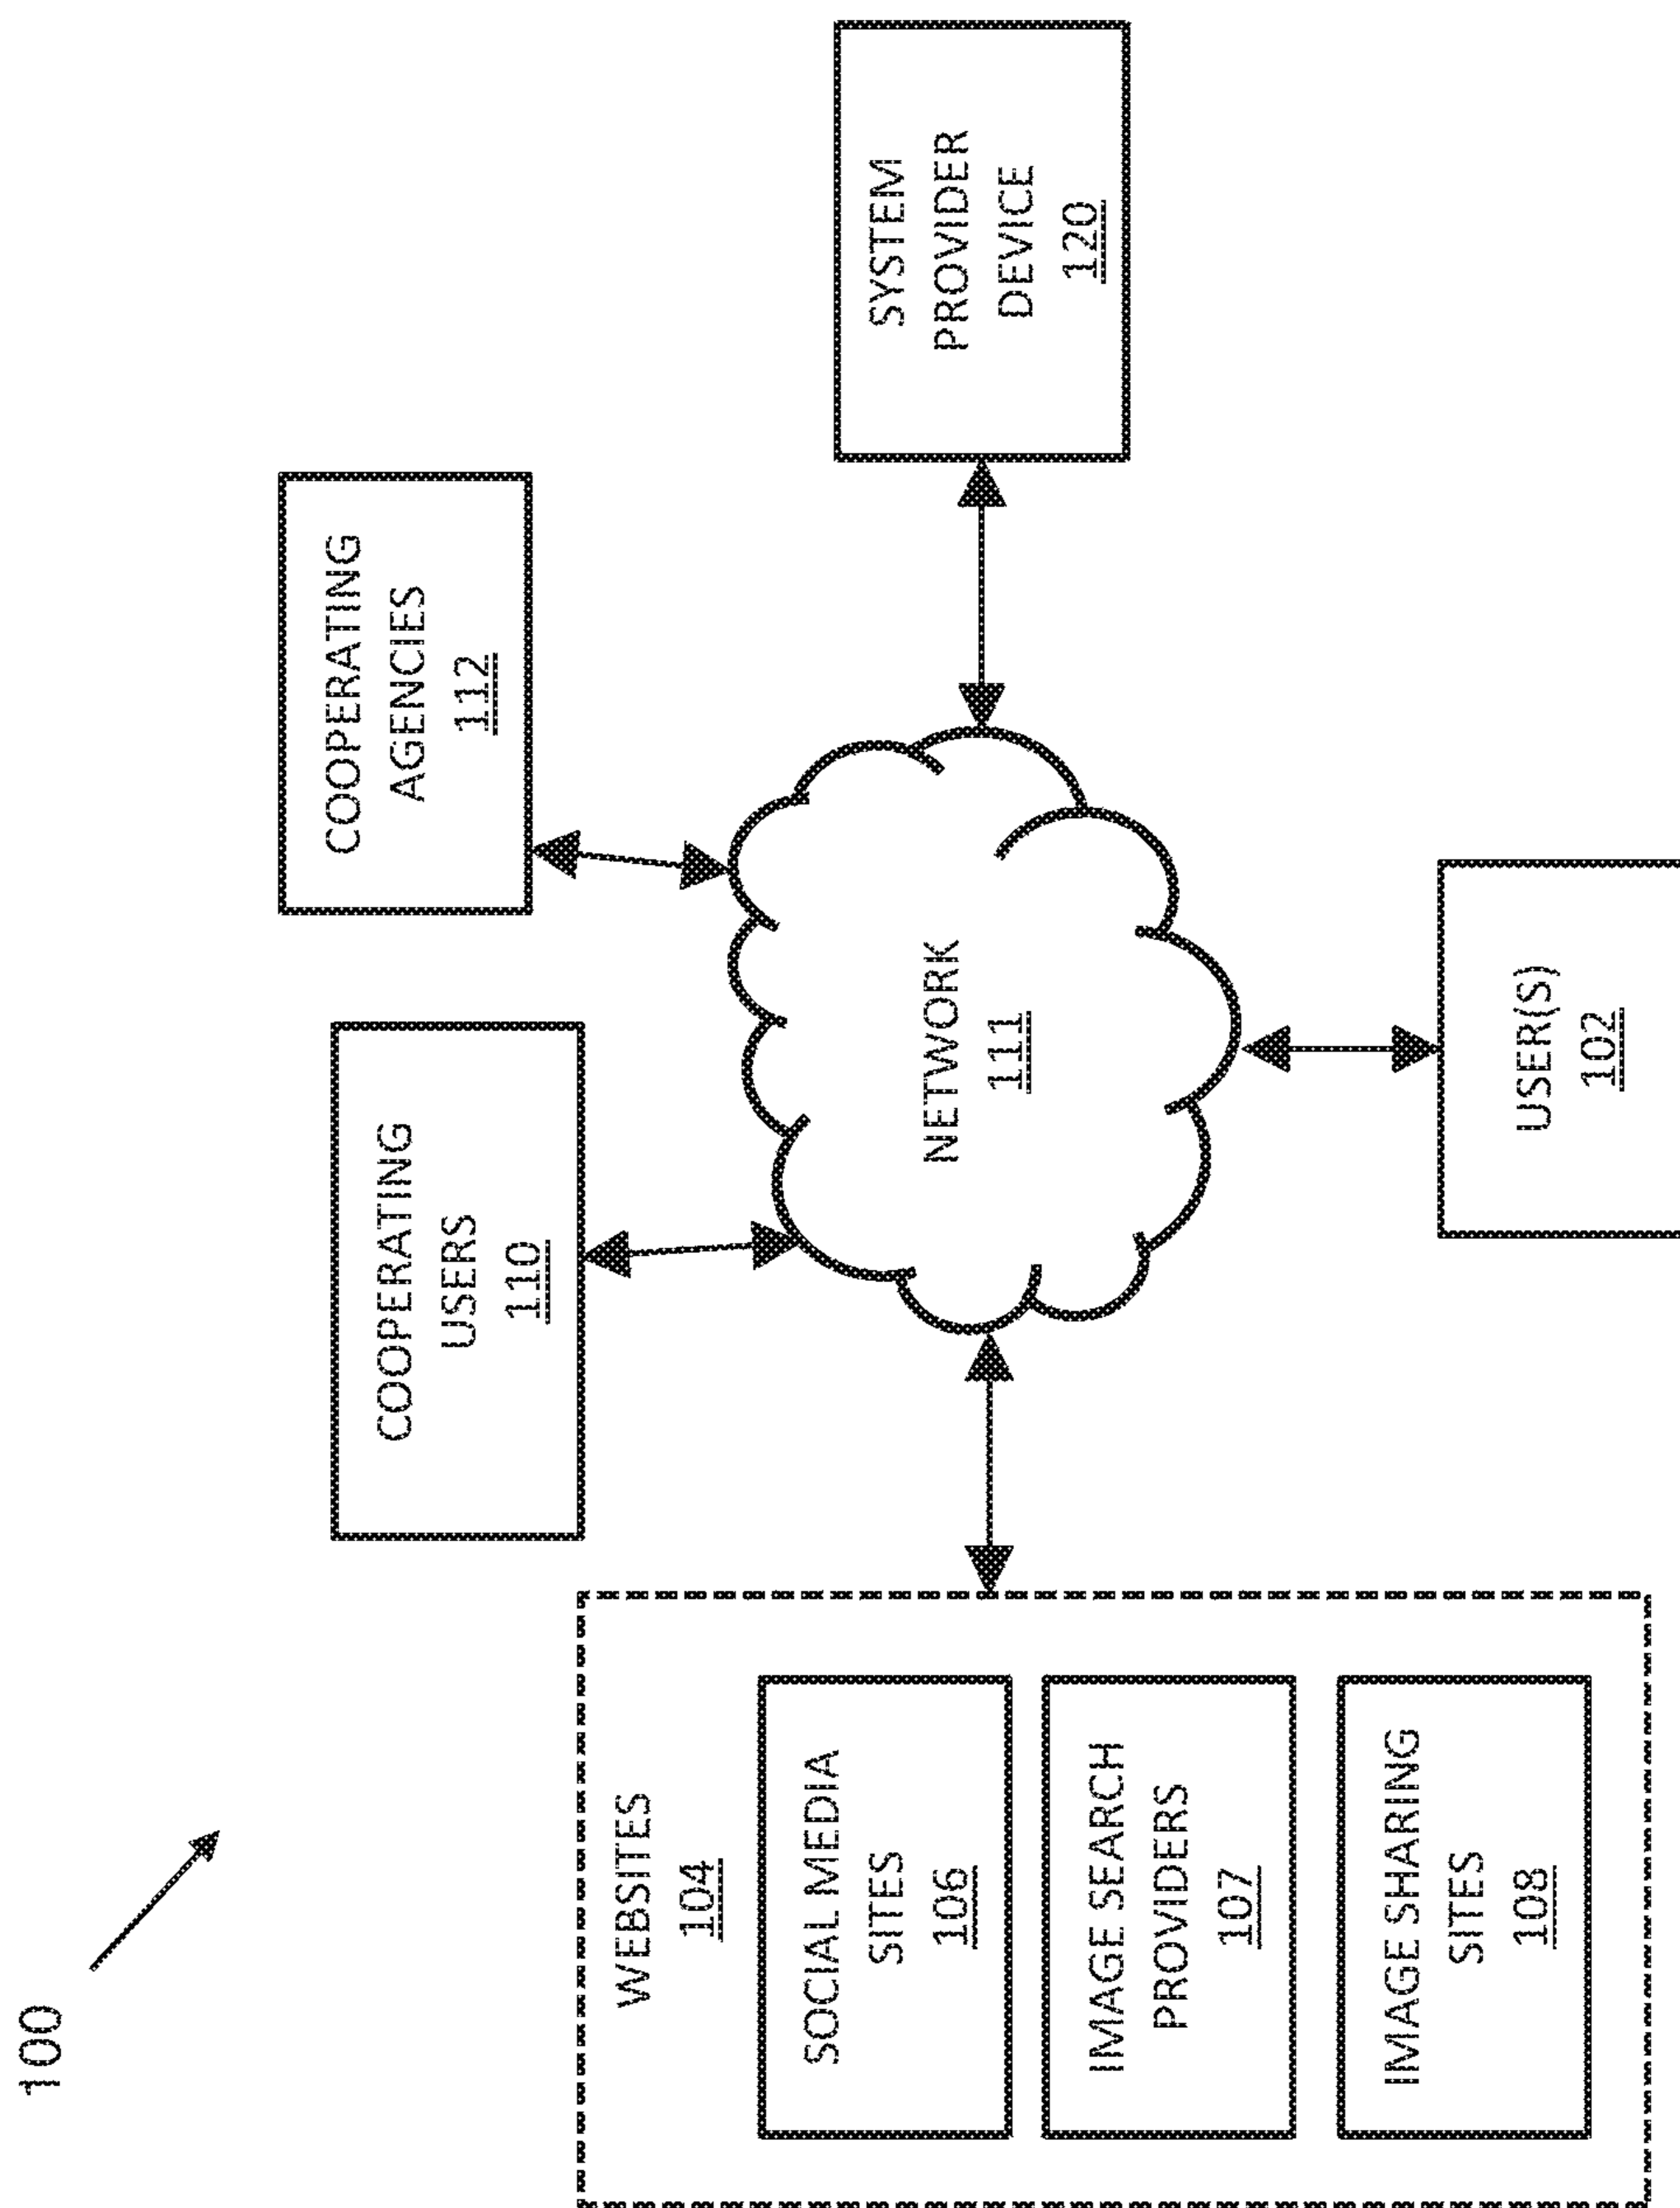 100
COOPERATING
USERS
110
COOPERATING
AGENCIES
112
WEBSITES
104
SOCIAL MEDIA
SITES
106
IMAGE SEARCH
PROVIDERS
107
IMAGE SHARING
SITES
108
NETWORK
111
SYSTEM
PROVIDER
DEVICE
120
USER(S)
102